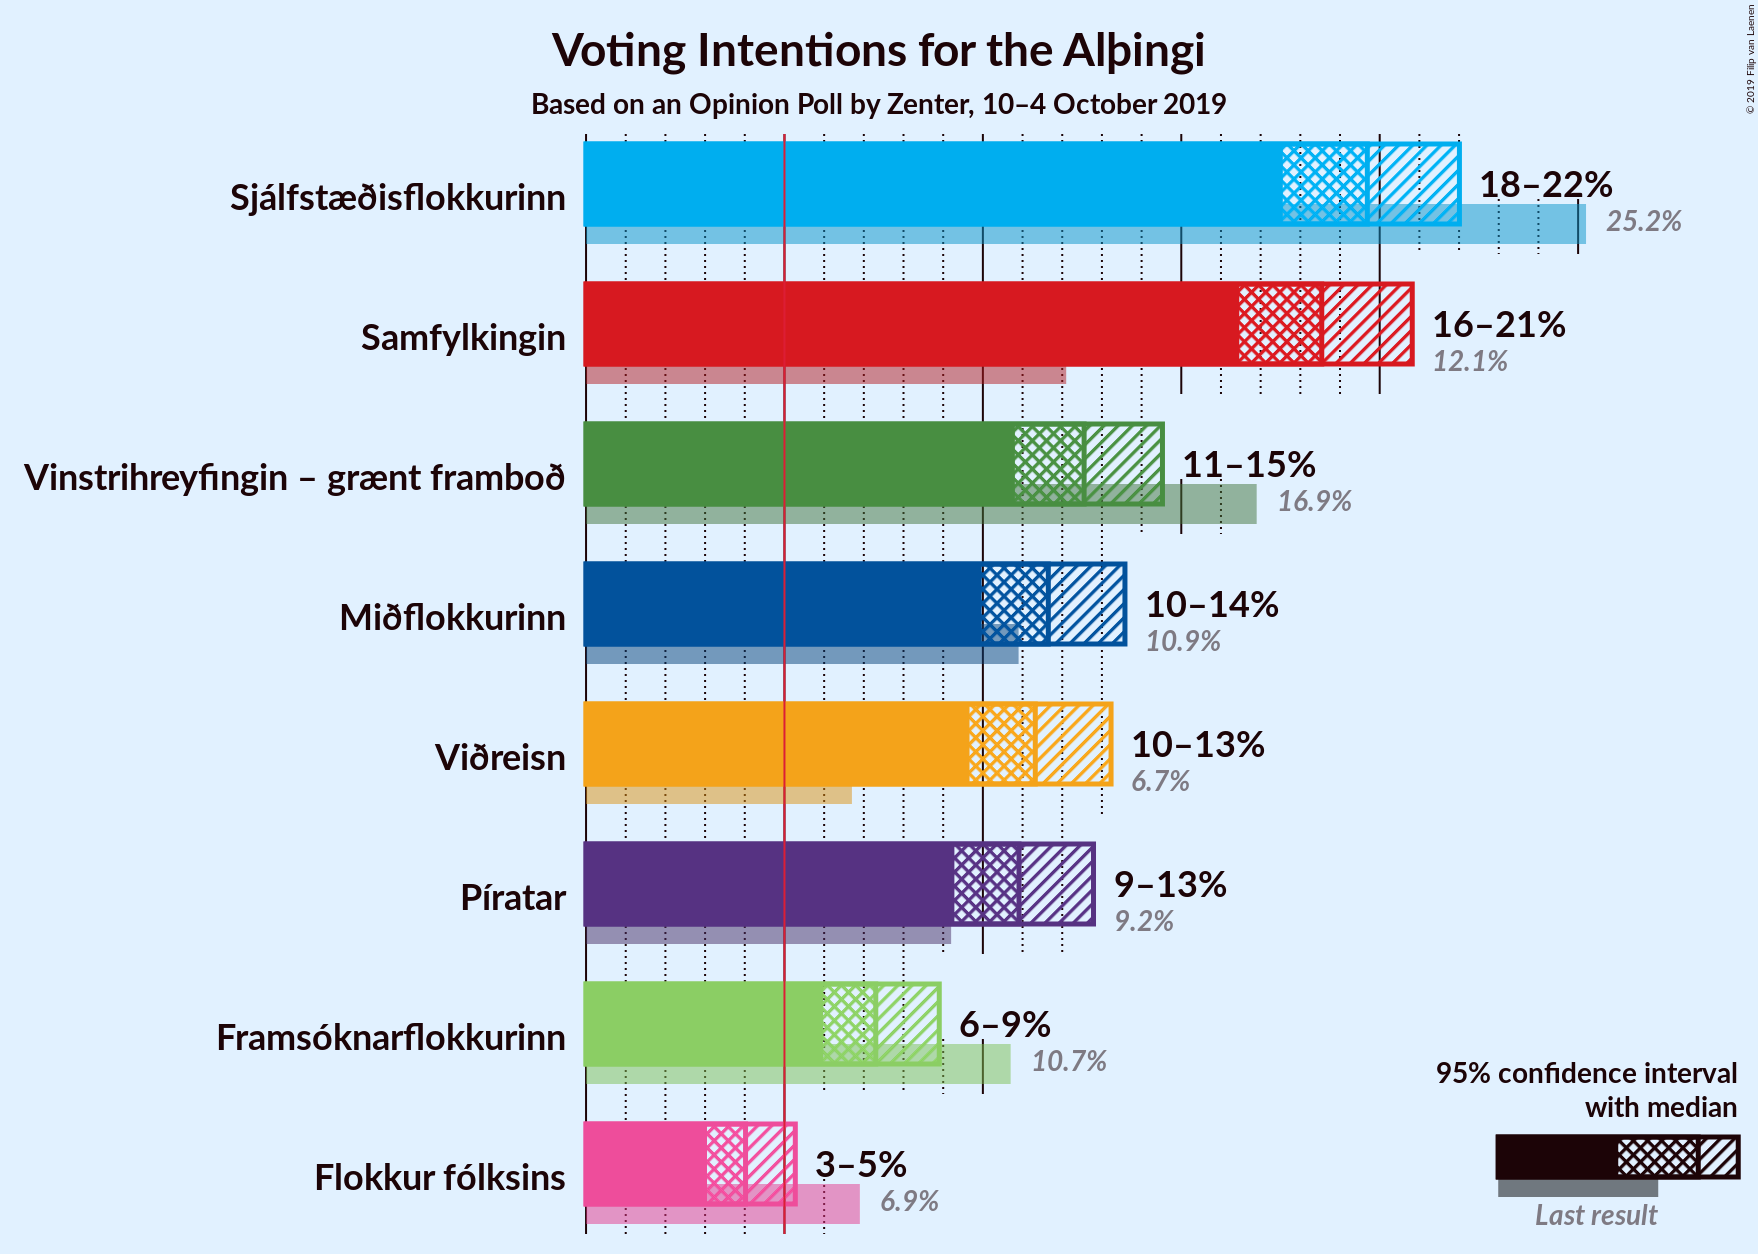 Voting Intentions for the Alþingi
Based on an Opinion Poll by Zenter, 10–4 October 2019
© 2019 Filip van Laenen
Sjálfstæðisflokkurinn
18–22%
25.2%
Samfylkingin
16–21%
12.1%
Vinstrihreyfingin – grænt framboð
11–15%
16.9%
Miðflokkurinn
10–14%
10.9%
Viðreisn
10–13%
6.7%
Píratar
9–13%
9.2%
Framsóknarflokkurinn
6–9%
10.7%
Flokkur fólksins
3–5%
6.9%
95% confidence interval
with median
Last result